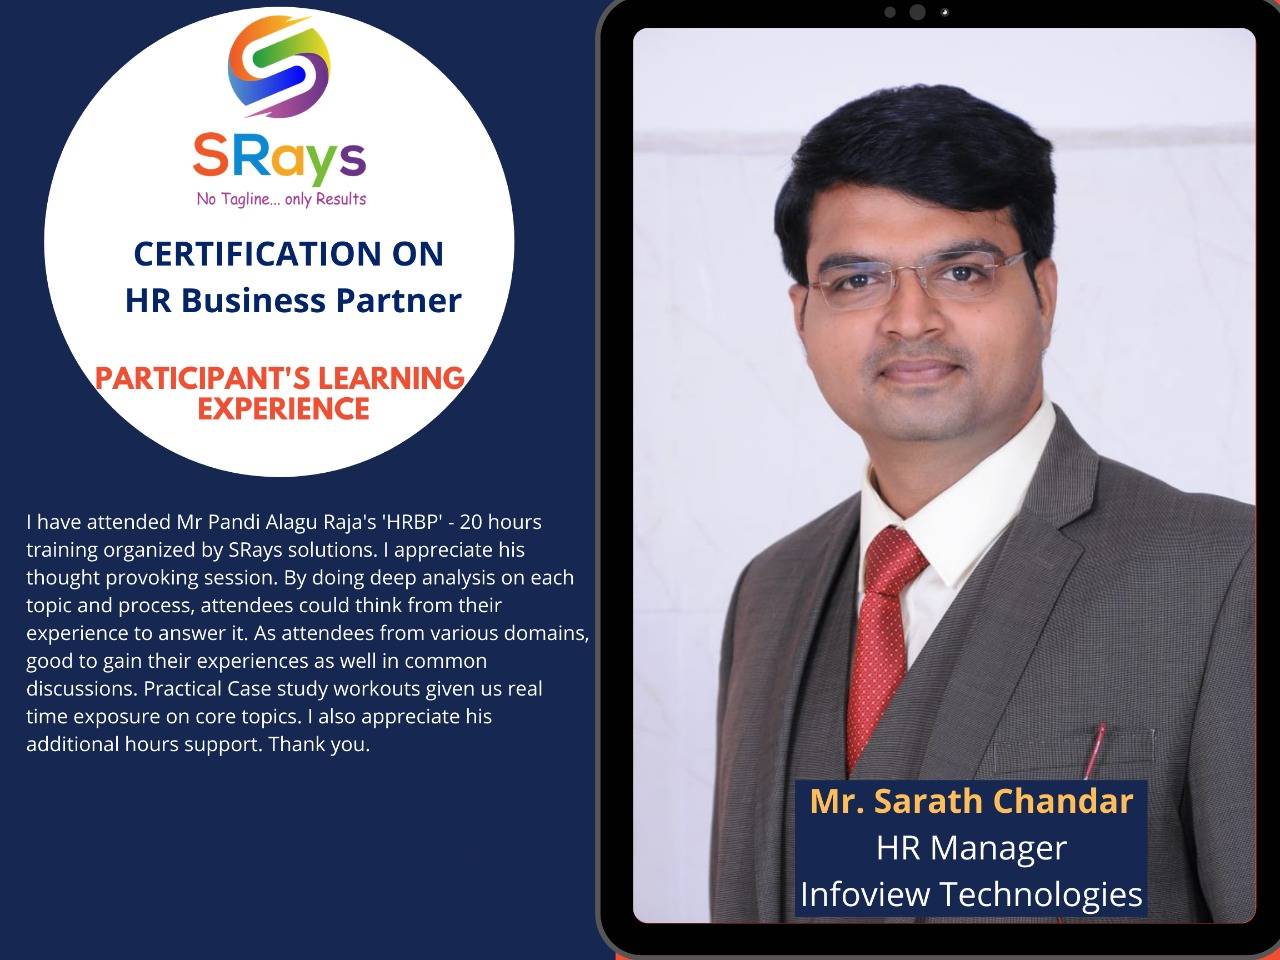 SRays
No Tagline... only Results
CERTIFICATION ON
HR Business Partner
PARTICIPANT'S LEARNING
EXPERIENCE
I have attended Mr Pandi Alagu Raja's 'HRBP' - 20 hours
training organized by SRays solutions. I appreciate his
thought provoking session. By doing deep analysis on each
topic and process, attendees could think from their
experience to answer it. As attendees from various domains,
good to gain their experiences as well in common
discussions. Practical Case study workouts given us real
time exposure on core topics. I also appreciate his
additional hours support. Thank you.
Mr. Sarath Chandar
HR Manager
Infoview Technologies